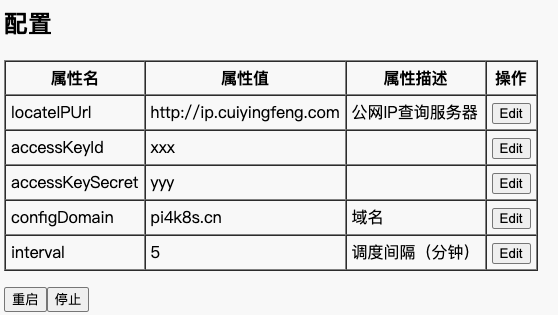 配置
属性名 属性值 属性描述 操作
locateIPUrl http://ip.cuiyingfeng.com 公网IP查询服务器 Edit
accessKeyId xxx Edit
accessKeySecret yyy Edit
configDomain pi4k8s.cn 域名 Edit
interval 5 调度间隔（分钟） Edit
重启 停止